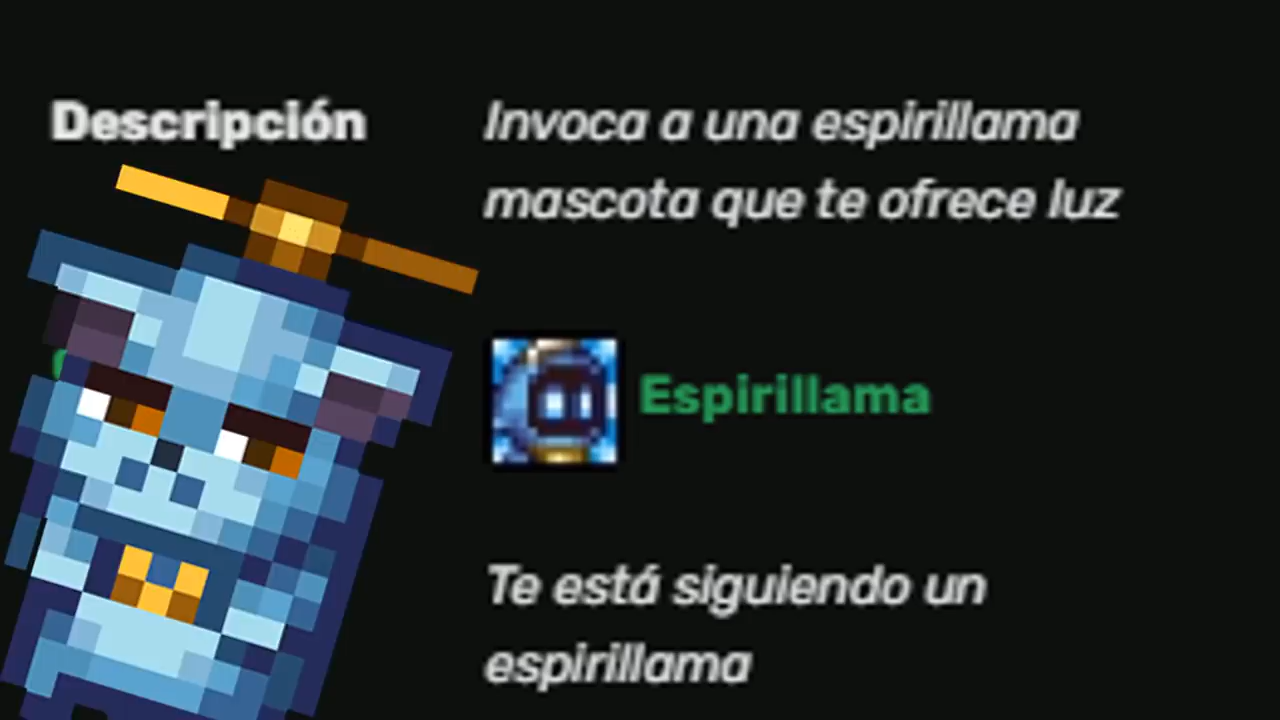 Descripción
Invoca a una espirillama
mascota que te ofrece luz
Espirillama
Te está siguiendo un
espirillama